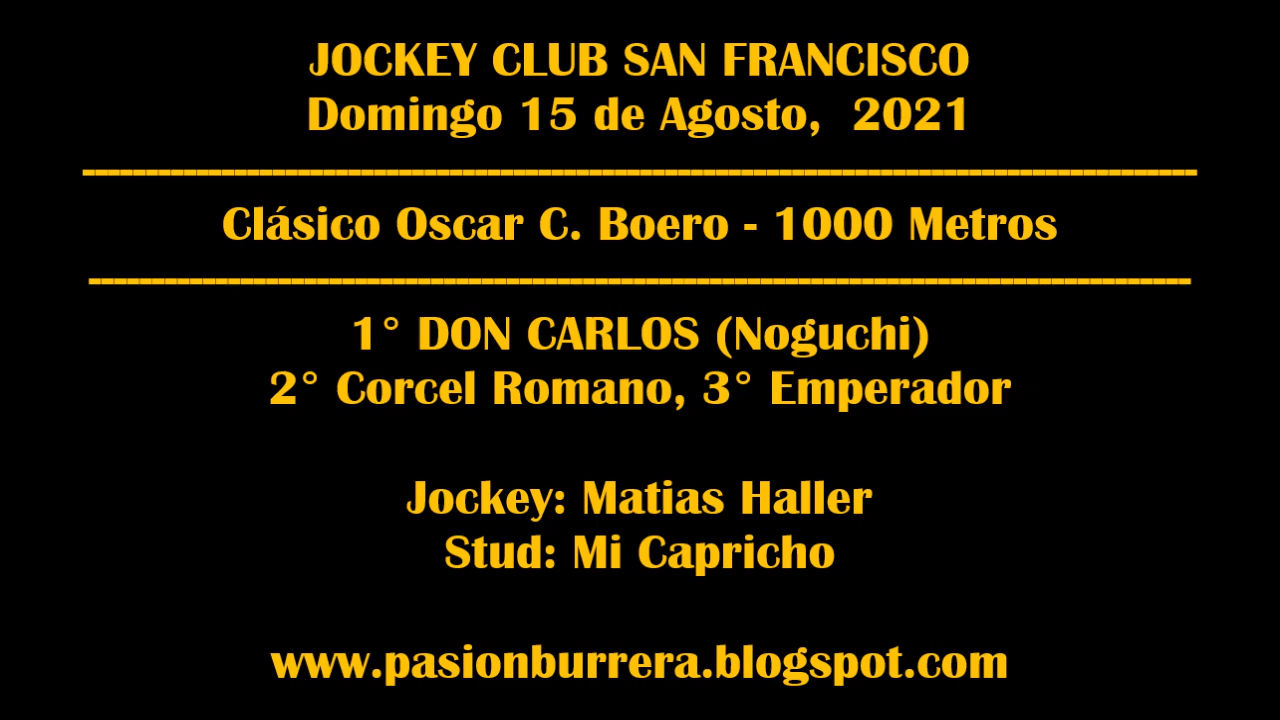 JOCKEY CLUB SAN FRANCISCO
Domingo 15 de Agosto,  2021
----------------------------------------------------------------------------------------
Clásico Oscar C. Boero - 1000 Metros
---------------------------------------------------------------------------------------
1° DON CARLOS (Noguchi)
2° Corcel Romano, 3° Emperador
Jockey: Matias Haller
Stud: Mi Capricho
www.pasionburrera.blogspot.com